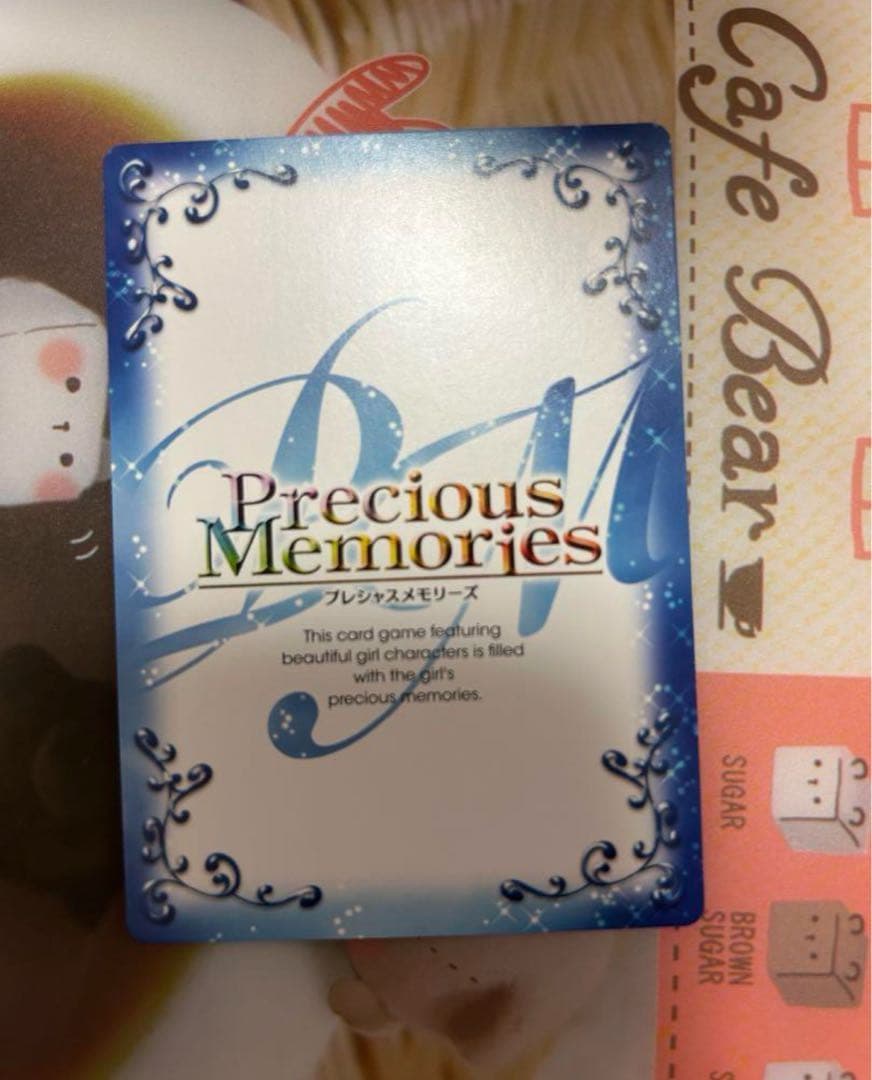 Precious
Memories
プレシャスメモリーズ
This card game featuring
beautiful girl characters is filled
with the girl's
precious memories.
Cafe Bear
SUGAR
BROWN
SUGAR